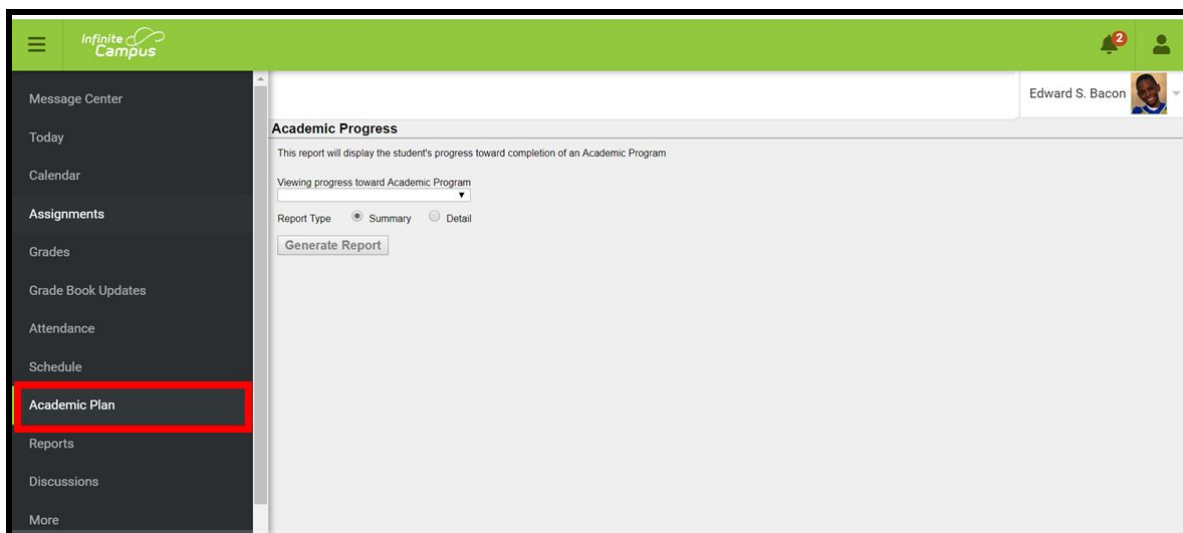 Infinite
Campus
2
Message Center
Today
Calendar
Assignments
Grades
Grade Book Updates
Attendance
Schedule
Academic Plan
Reports
Discussions
More
Edward S. Bacon
Academic Progress
This report will display the student's progress toward completion of an Academic Program
Viewing progress toward Academic Program
Report Type Summary Detail
Generate Report